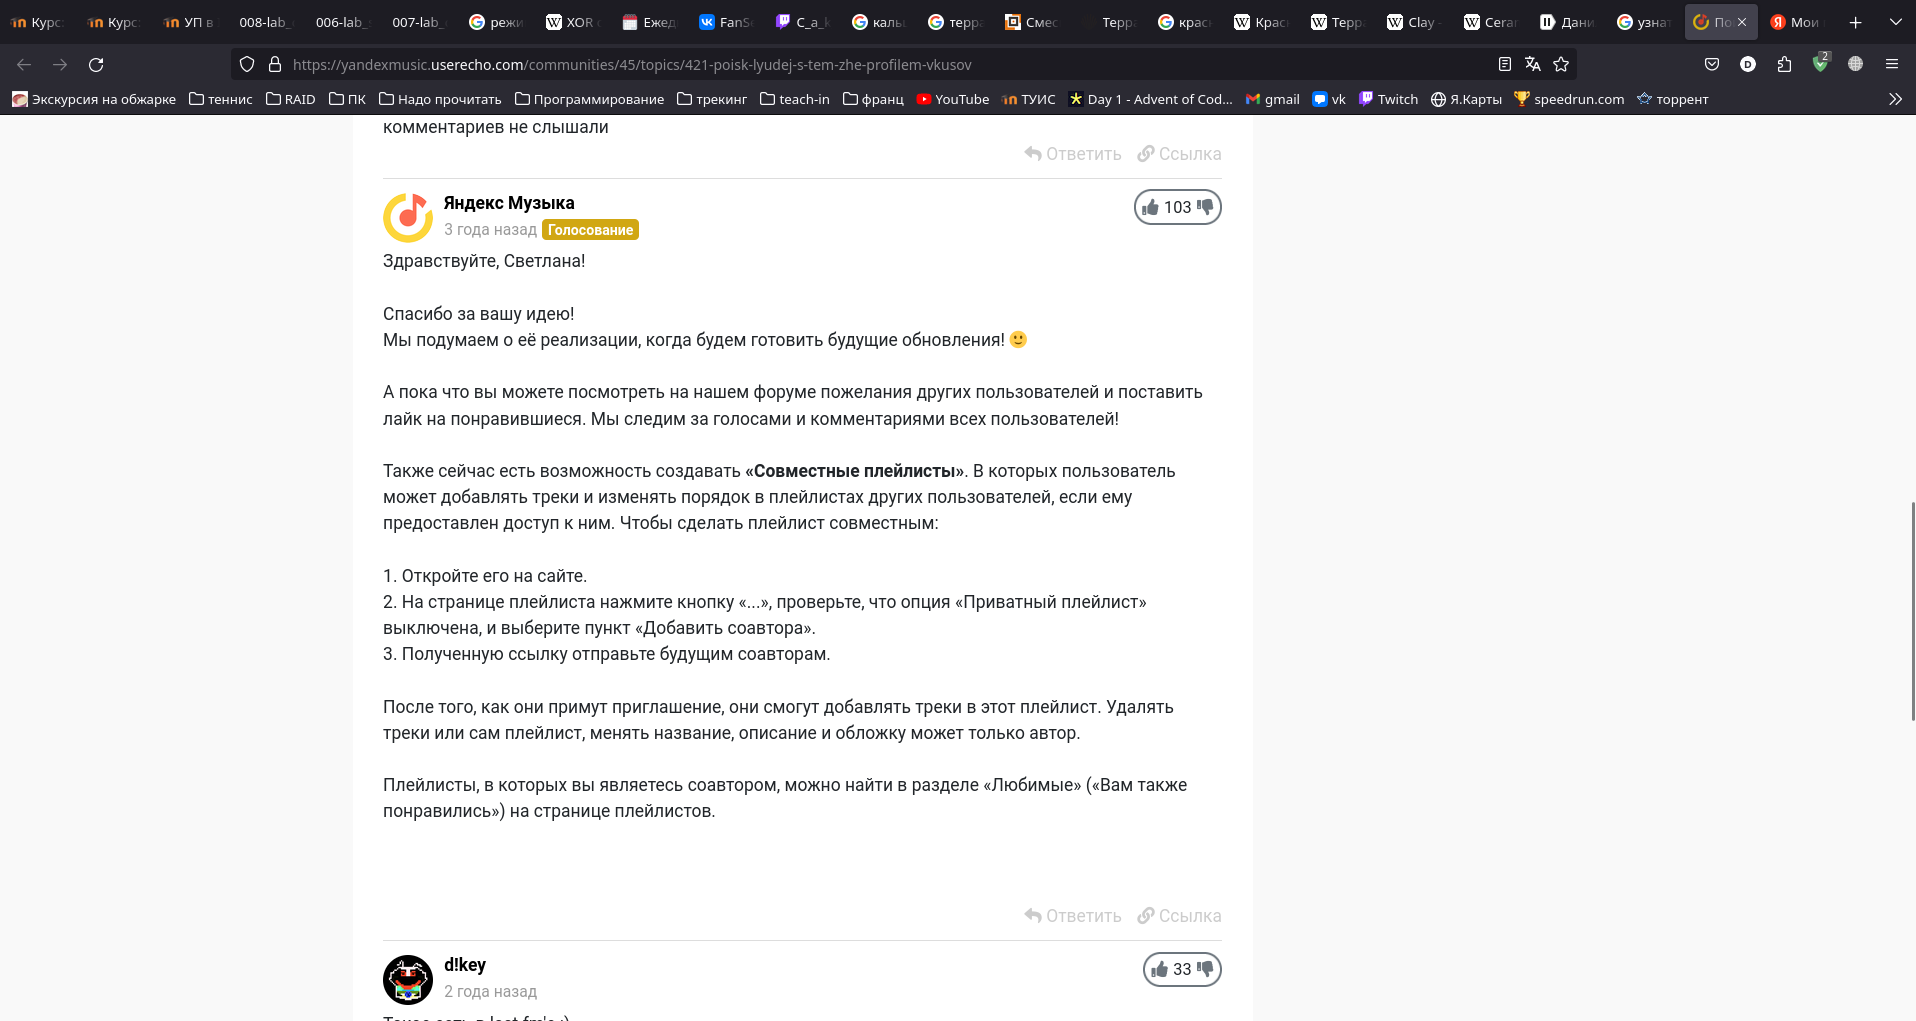 Курс:
Курс:
УП в
008-lab_
006-lab_
007-lab_
режи
XOR
Ежед
FanS
C_a_k
каль
терра
Смес
Терра
крас
Крас
Терр
Clay -
Cerar
Дани
узнат
По
Мои
https://yandexmusic.userecho.com/communities/45/topics/421-poisk-lyudej-s-tem-zhe-profilem-vkusov
D
2
Экскурсия на обжарке
теннис
RAID
ПК
Надо прочитать
Программирование
трекинг
teach-in
франц
YouTube
ТУИС
Day 1 - Advent of Cod...
gmail
vk
Twitch
Я.Карты
speedrun.com
торрент
комментариев не слышали
Ответить Ссылка
Яндекс Музыка
103
3 года назад Голосование
Здравствуйте, Светлана!
Спасибо за вашу идею!
Мы подумаем о её реализации, когда будем готовить будущие обновления! 🙂
А пока что вы можете посмотреть на нашем форуме пожелания других пользователей и поставить
лайк на понравившиеся. Мы следим за голосами и комментариями всех пользователей!
Также сейчас есть возможность создавать «Совместные плейлисты». В которых пользователь
может добавлять треки и изменять порядок в плейлистах других пользователей, если ему
предоставлен доступ к ним. Чтобы сделать плейлист совместным:
1. Откройте его на сайте.
2. На странице плейлиста нажмите кнопку «...», проверьте, что опция «Приватный плейлист»
выключена, и выберите пункт «Добавить соавтора».
3. Полученную ссылку отправьте будущим соавторам.
После того, как они примут приглашение, они смогут добавлять треки в этот плейлист. Удалять
треки или сам плейлист, менять название, описание и обложку может только автор.
Плейлисты, в которых вы являетесь соавтором, можно найти в разделе «Любимые» («Вам также
понравились») на странице плейлистов.
Ответить Ссылка
d!key
33
2 года назад